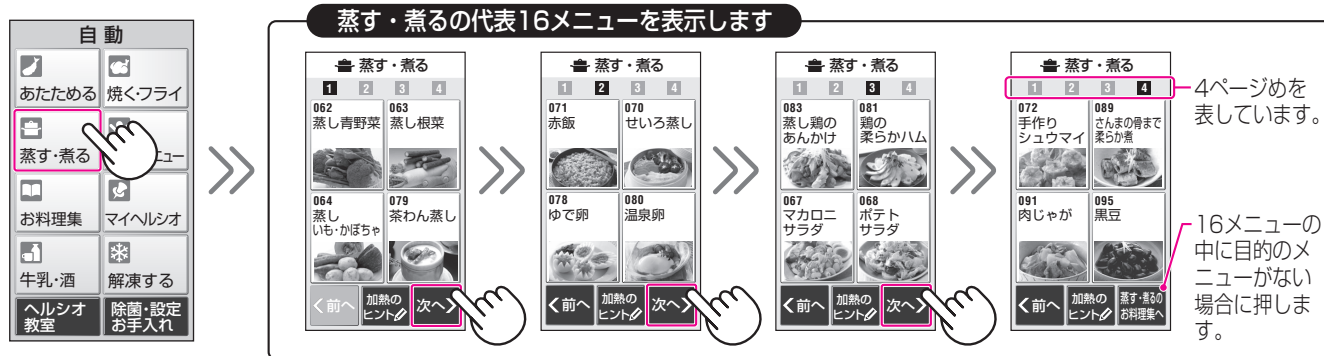 蒸す・煮るの代表16メニューを表示します
自 動
あたためる
焼く・フライ
蒸す・煮る
ュー
お料理集
マイヘルシオ
牛乳・酒
解凍する
ヘルシオ
教室
除菌・設定
お手入れ
蒸す・煮る
1 2 3 4
062
蒸し青野菜
063
蒸し根菜
064
蒸し
いも・かぼちゃ
079
茶わん蒸し
く前へ
加熱の
ヒント
次へ>
蒸す・煮る
1 2 3 4
071
赤飯
070
せいろ蒸し
078
ゆで卵
080
温泉卵
く前へ
加熱の
ヒント
次へ>
蒸す・煮る
1 2 3 4
083
蒸し鶏の
あんかけ
081
鶏の
柔らかハム
067
マカロニ
サラダ
068
ポテト
サラダ
く前へ
加熱の
ヒント
次へ>
蒸す・煮る
1 2 3 4
072
手作り
シュウマイ
089
さんまの骨まで
柔らか煮
091
肉じゃが
095
黒豆
く前へ
加熱の
ヒント
蒸す・煮るの
お料理集へ
4ページめを
表しています。
16メニューの
中に目的のメ
ニューがない
場合に押しま
す。